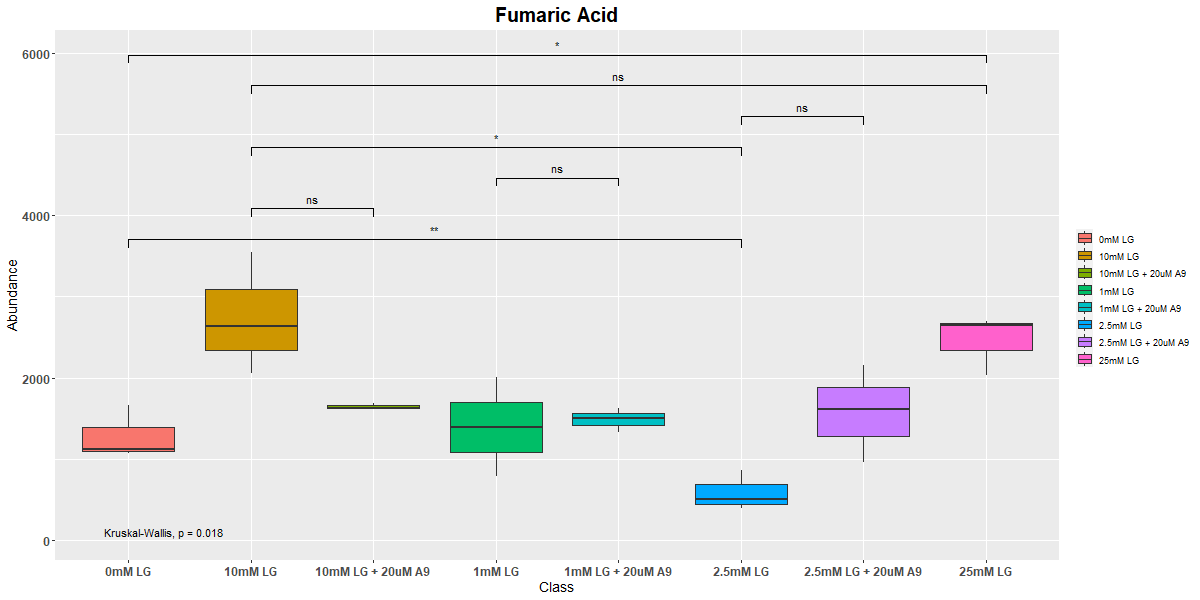 Fumaric Acid
Abundance
6000
4000
2000
0
*
ns
ns
*
ns
ns
**
Kruskal-Wallis, p = 0.018
0mM LG
10mM LG
10mM LG + 20uM A9
1mM LG
1mM LG + 20uM A9
2.5mM LG
2.5mM LG + 20uM A9
25mM LG
Class
0mM LG
10mM LG
10mM LG + 20uM A9
1mM LG
1mM LG + 20uM A9
2.5mM LG
2.5mM LG + 20uM A9
25mM LG